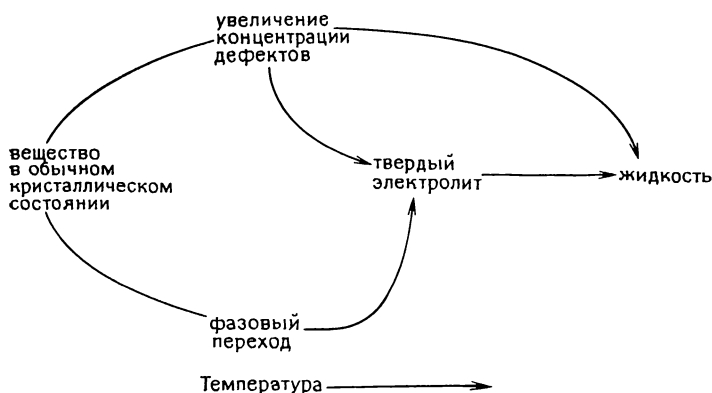 увеличение
концентрации
дефектов
вещество
в обычном
кристаллическом
состоянии
твердый
электролит
жидкость
фазовый
переход
Температура